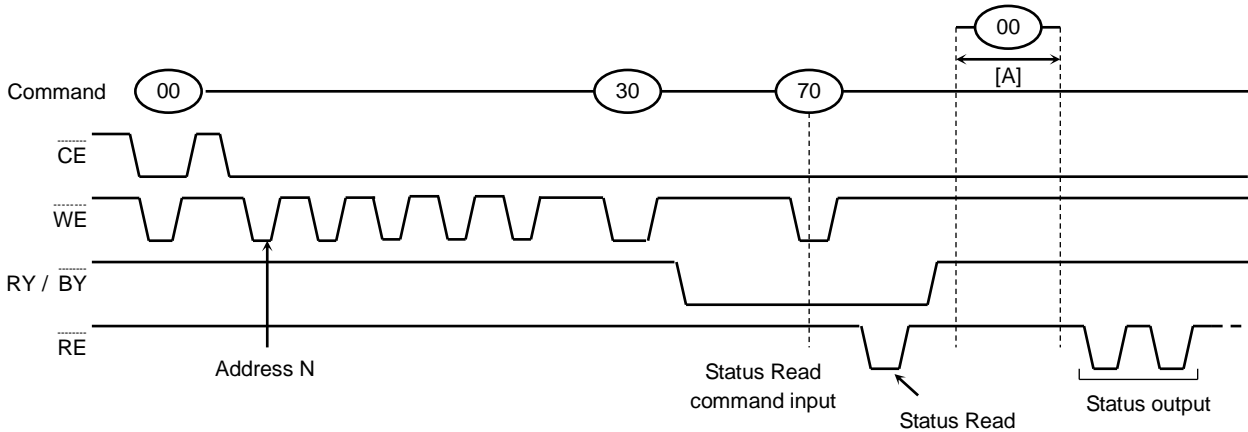 00
[A]
Command 00 30 70
CE
WE
RY / BY
RE
Address N
Status Read
command input
Status Read
Status output